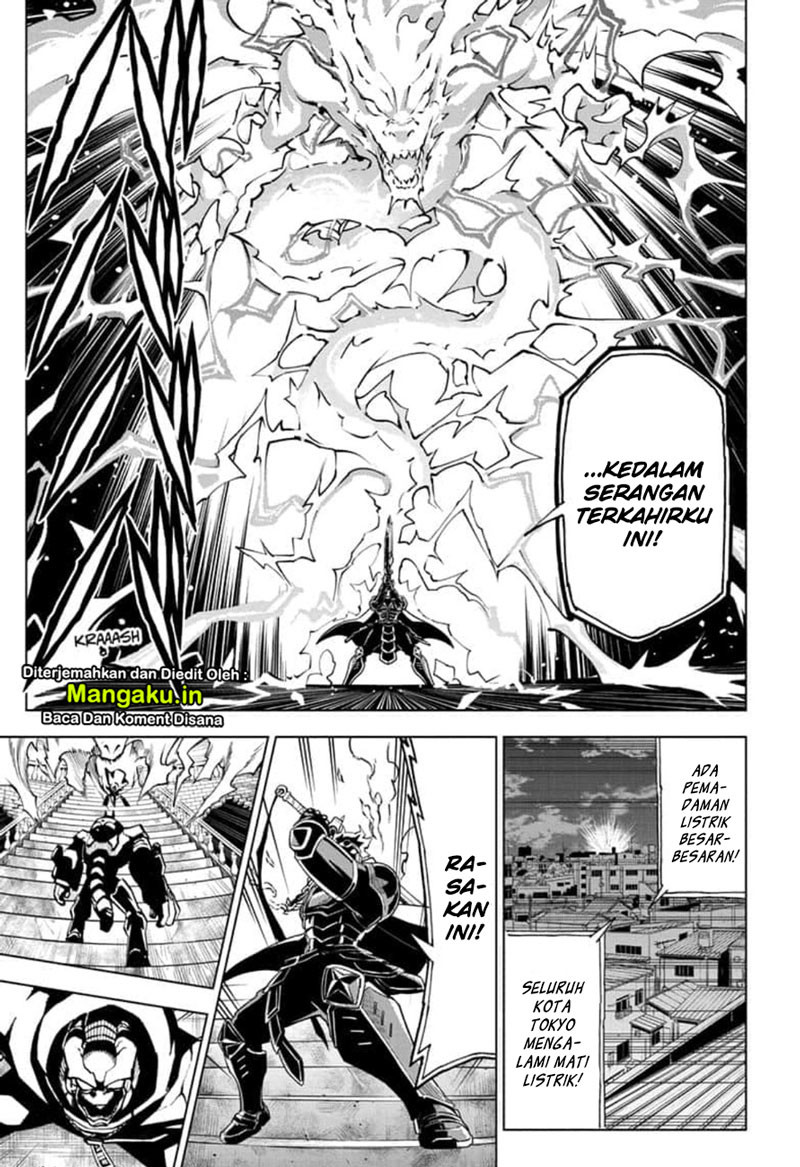 ...KEDALAM
SERANGAN
TERKAHIRKU
INI!
KRAAASH
Diterjemahkan dan Diedit Oleh :
Mangaku.in
Baca Dan Koment Disana
ADA
PEMA-
DAMAN
LISTRIK
BESAR-
BESARAN!
SELURUH
KOTA
TOKYO
MENGA-
LAMI MATI
LISTRIK!
RA-
SA-
KAN
INI!